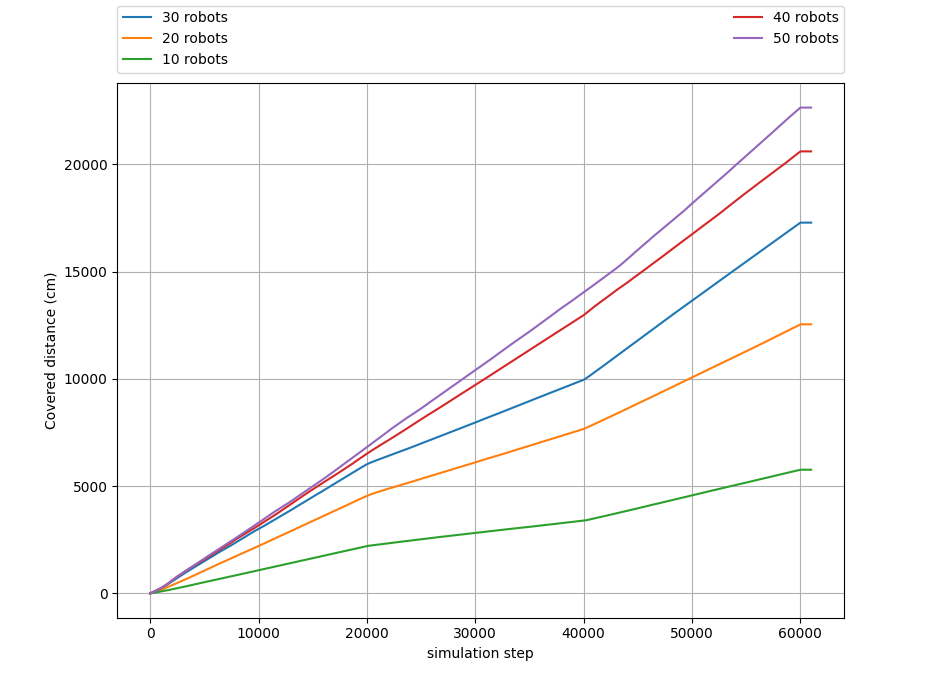 30 robots
20 robots
10 robots
40 robots
50 robots
20000
15000
10000
5000
0
Covered distance (cm)
0 10000 20000 30000 40000 50000 60000
simulation step